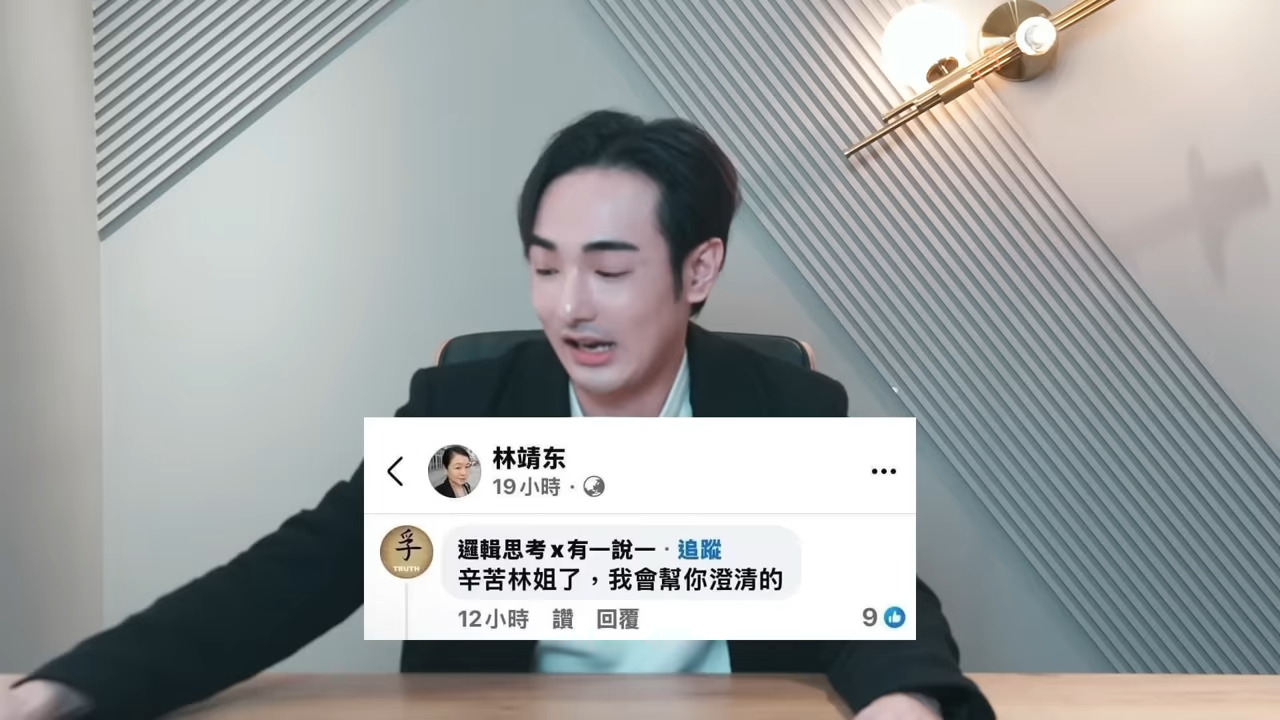 林靖东
19小時
孚
TRUTH
邏輯思考x有一說一·追蹤
辛苦林姐了，我會幫你澄清的
12小時 讚 回覆
9